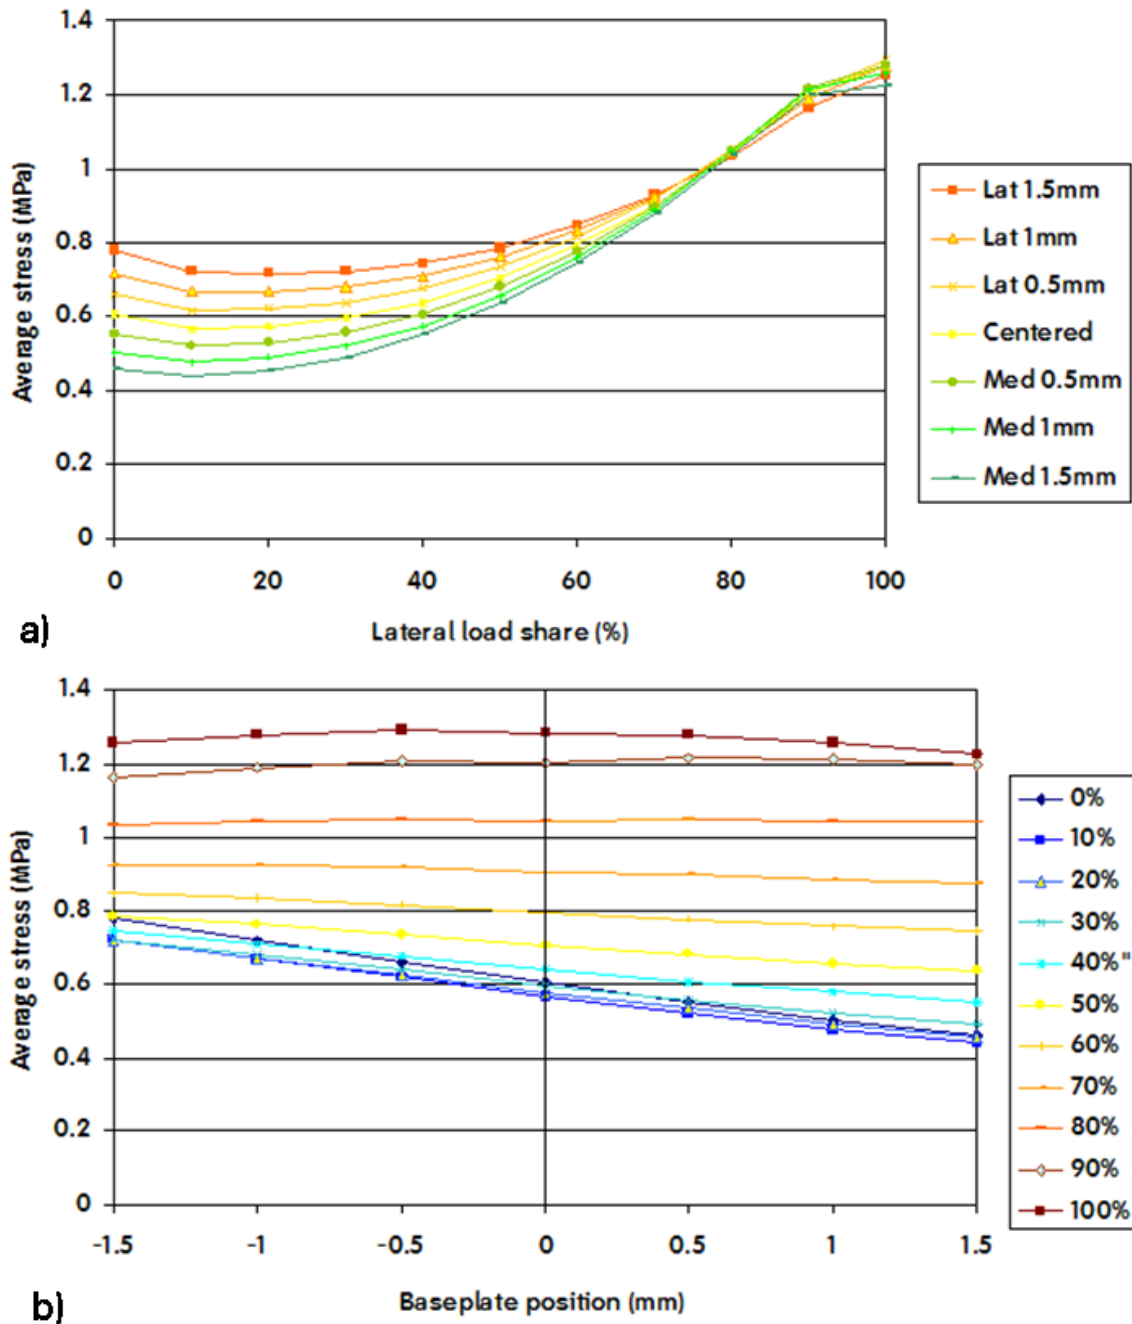 1.4
1.2
1
0.8
0.6
0.4
0.2
0
Average stress (MPa)
0 20 40 60 80 100
Lateral load share (%)
Lat 1.5mm
Lat 1mm
Lat 0.5mm
Centered
Med 0.5mm
Med 1mm
Med 1.5mm
a)
1.4
1.2
1
0.8
0.6
0.4
0.2
0
Average stress (MPa)
-1.5 -1 -0.5 0 0.5 1 1.5
Baseplate position (mm)
0%
10%
20%
30%
40%"
50%
60%
70%
80%
90%
100%
b)